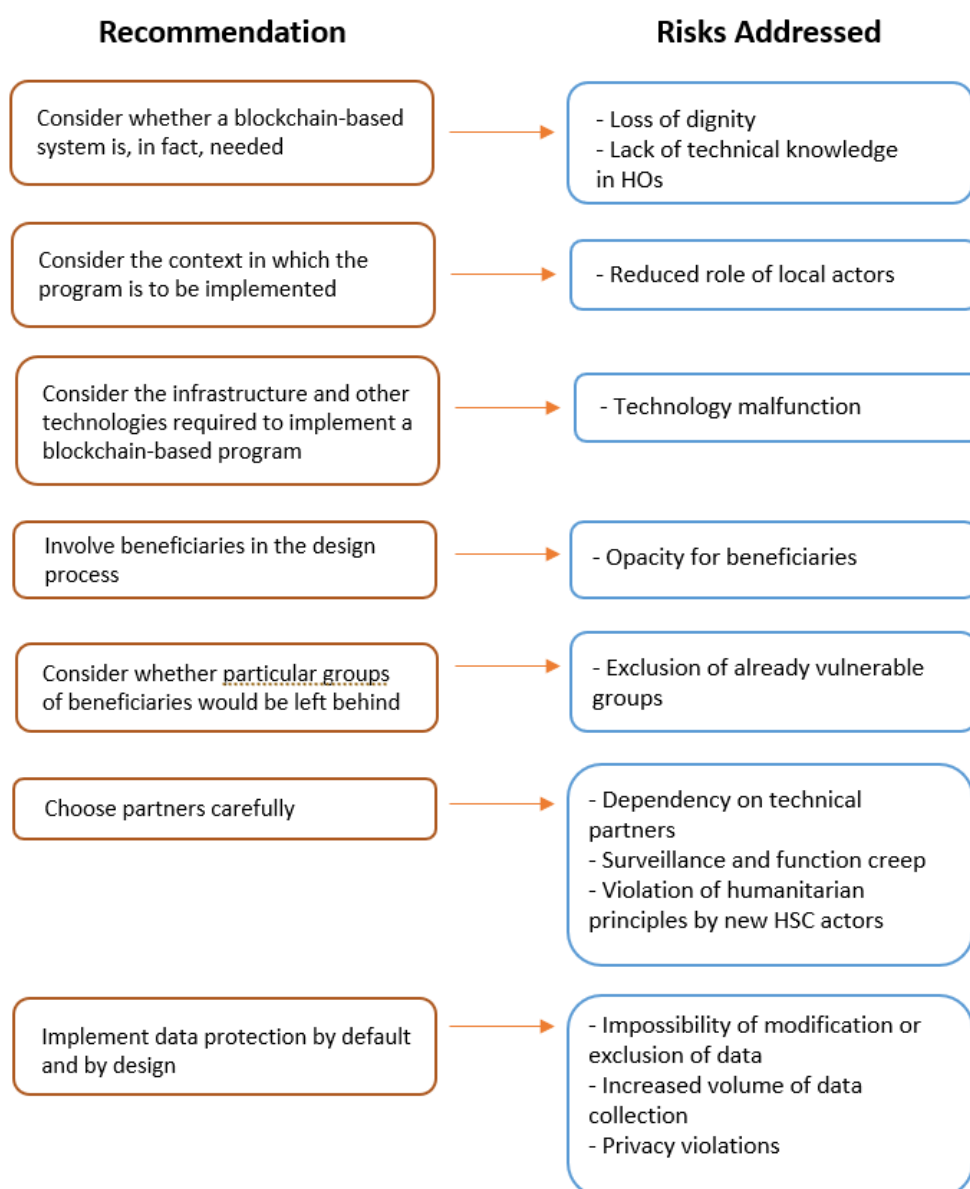 Recommendation
Risks Addressed
Consider whether a blockchain-based
system is, in fact, needed
- Loss of dignity
- Lack of technical knowledge
in HOs
Consider the context in which the
program is to be implemented
- Reduced role of local actors
Consider the infrastructure and other
technologies required to implement a
blockchain-based program
- Technology malfunction
Involve beneficiaries in the design
process
- Opacity for beneficiaries
Consider whether particular groups
of beneficiaries would be left behind
- Exclusion of already vulnerable
groups
Choose partners carefully
- Dependency on technical
partners
- Surveillance and function creep
- Violation of humanitarian
principles by new HSC actors
Implement data protection by default
and by design
- Impossibility of modification or
exclusion of data
- Increased volume of data
collection
- Privacy violations